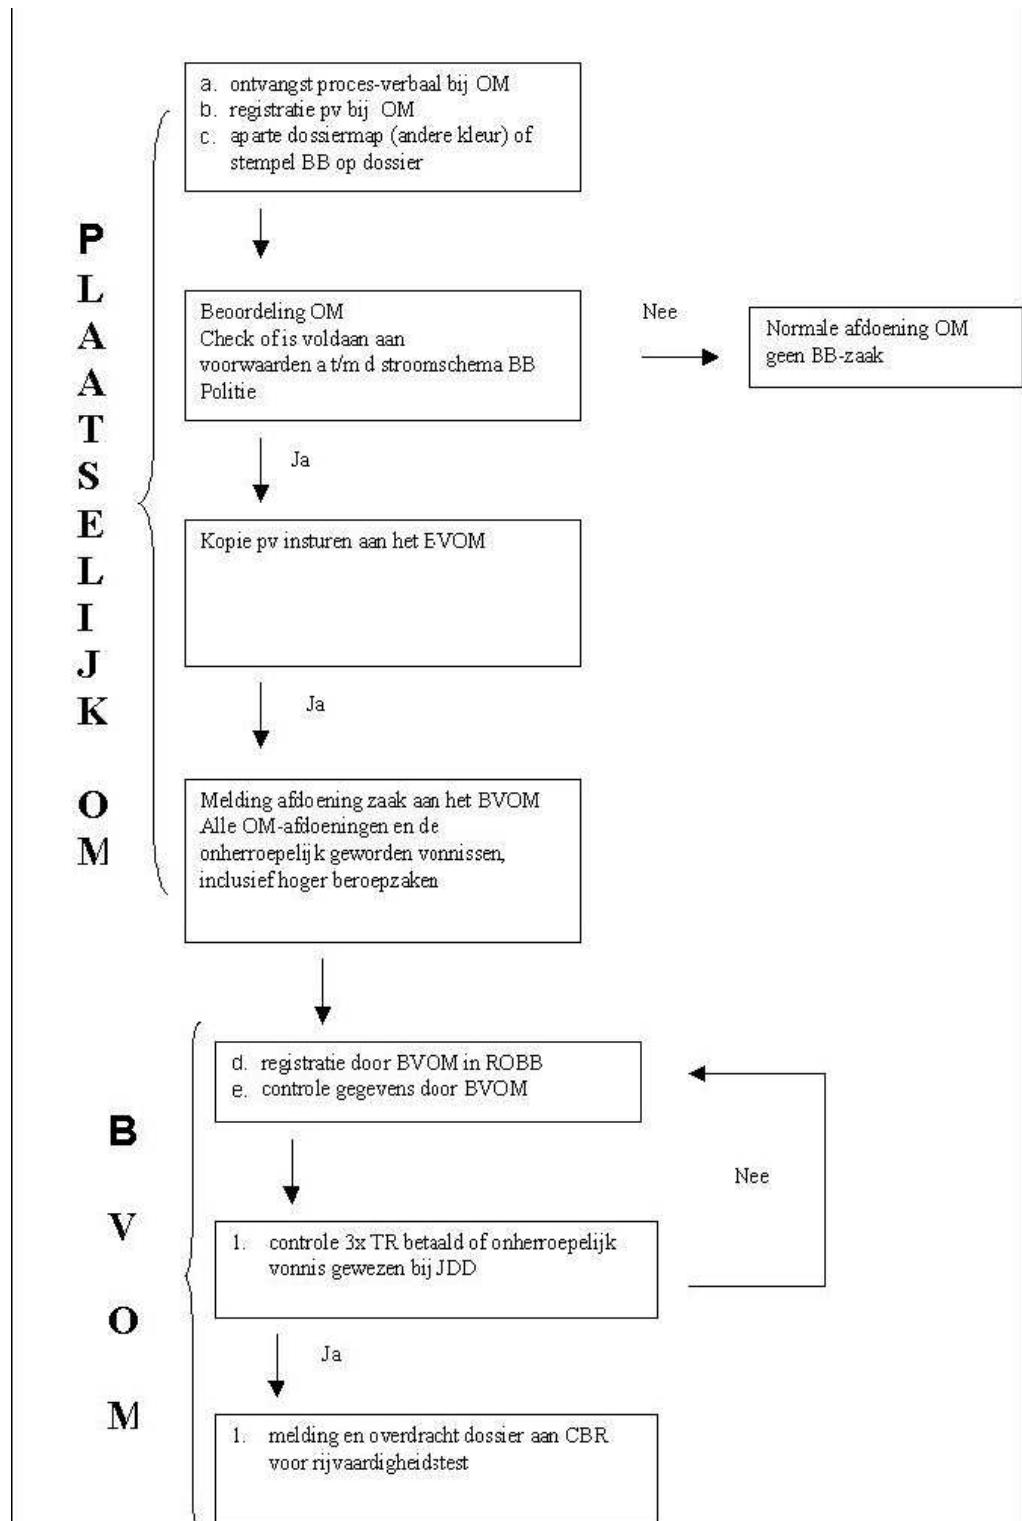 a. ontvangst proces-verbaal bij OM
b. registratie pv bij OM
c. aparte dossiermap (andere kleur) of
stempel BB op dossier
PLAATSELIJK OM
Beoordeling OM
Check of is voldaan aan
voorwaarden a t/m d stroomschema BB
Politie
Nee
Normale afdoening OM
geen BB-zaak
Ja
Kopie pv insturen aan het BVOM
Ja
Melding afdoening zaak aan het BVOM
Alle OM-afdoeningen en de
onherroepelijk geworden vonnissen,
inclusief hoger beroepzaken
BVOM
d. registratie door BVOM in ROBB
e. controle gegevens door BVOM
Nee
1. controle 3x TR betaald of onherroepelijk
vonnis gewezen bij JDD
Ja
1. melding en overdracht dossier aan CBR
voor rijvaardigheidstest